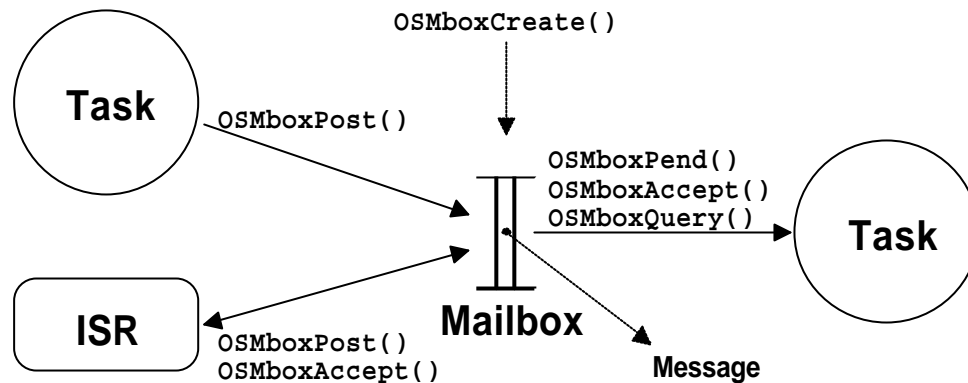 OSMboxCreate()
Task
OSMboxPost()
OSMboxPend()
OSMboxAccept()
OSMboxQuery()
Task
ISR
OSMboxPost()
OSMboxAccept()
Mailbox
Message